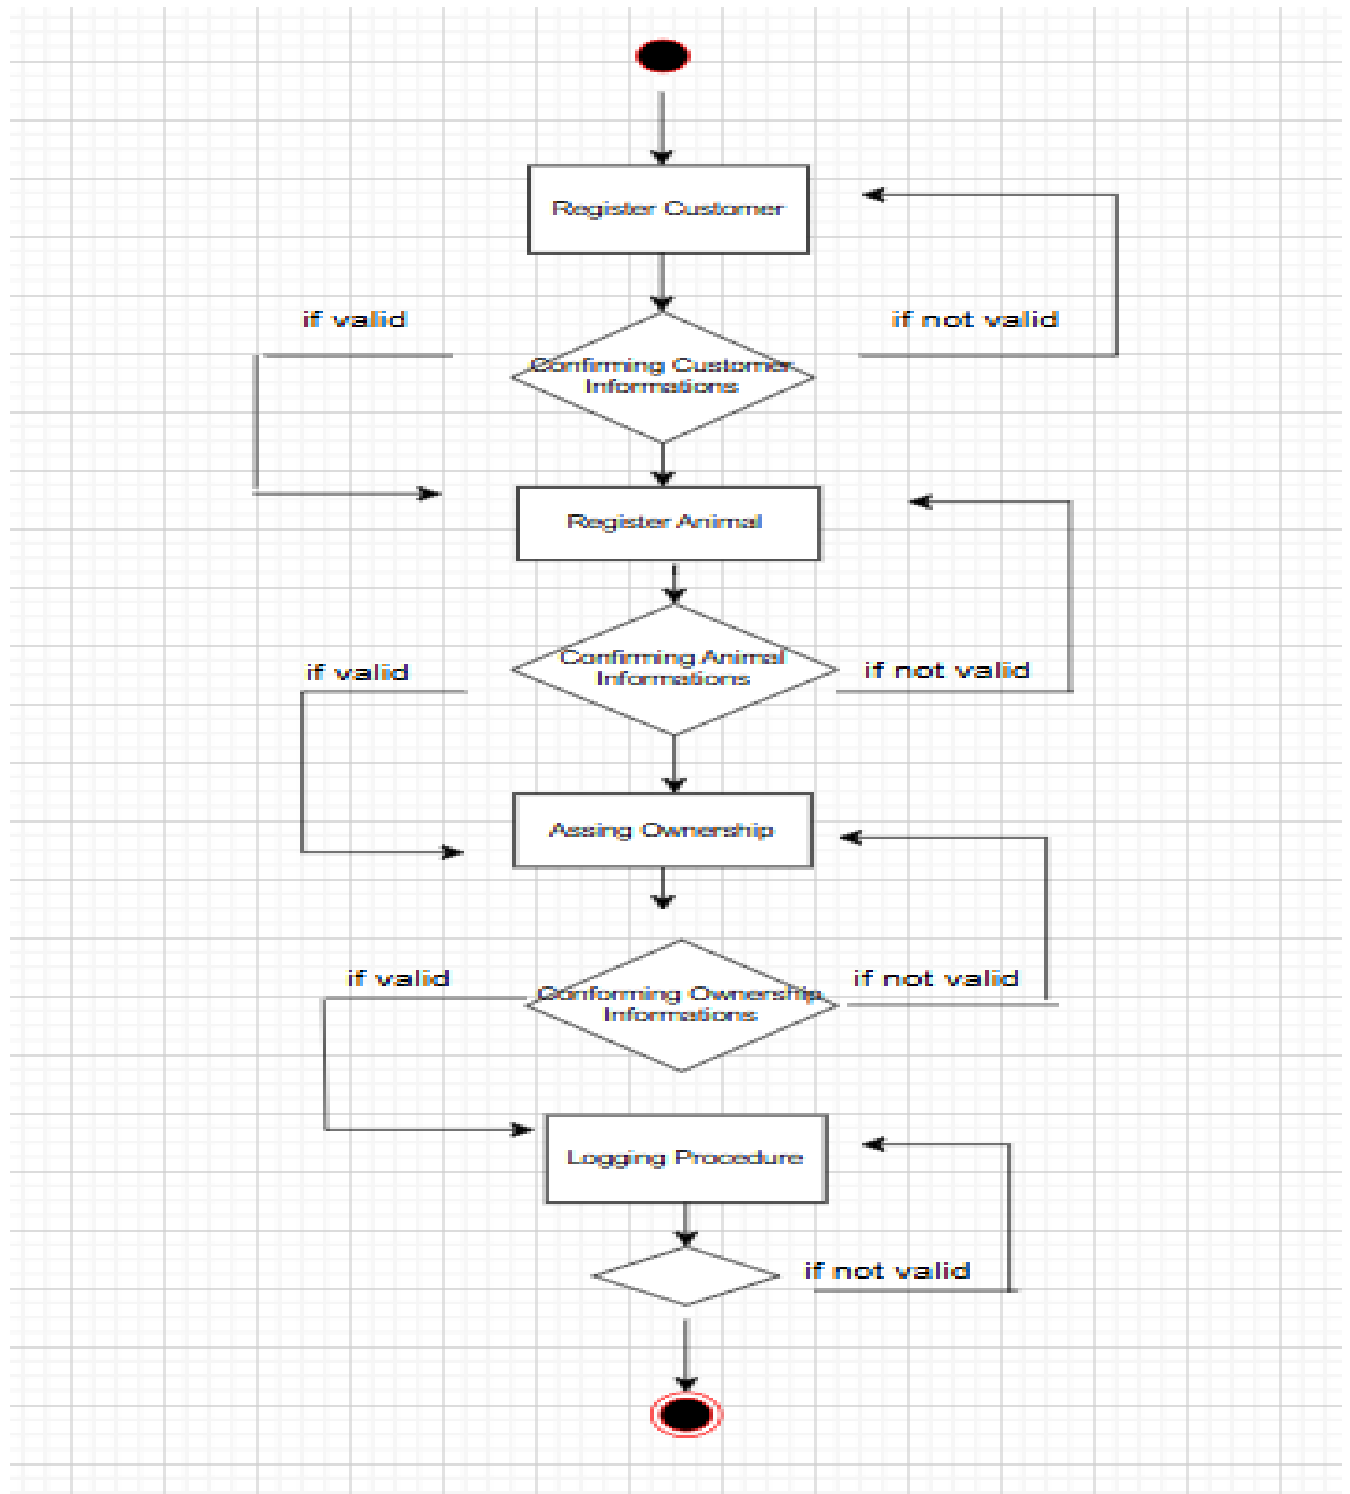 Register Customer
if valid
if not valid
Confirming Customer
Informations
Register Animal
if valid
Confirming Animal
Informations
if not valid
Assing Ownership
if valid
Conforming Ownership
Informations
if not valid
Logging Procedure
if not valid